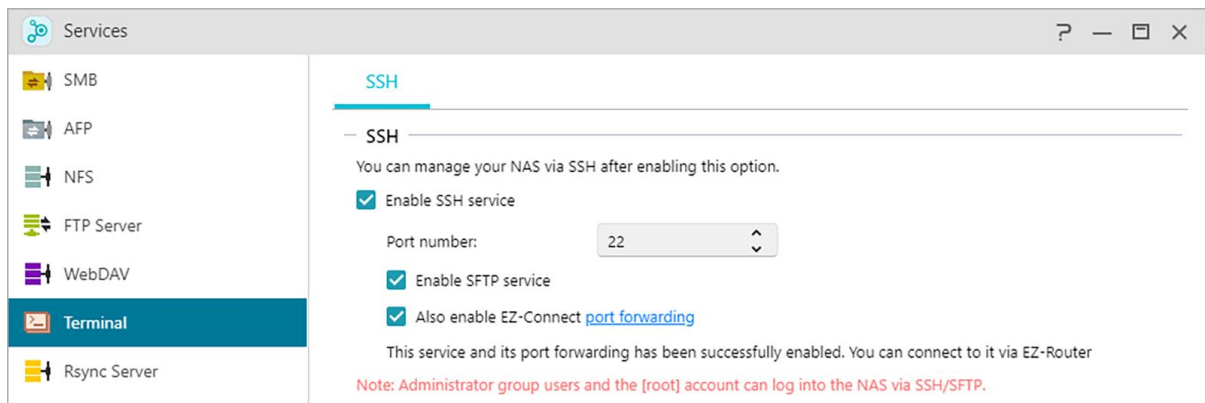 Services
SMB
AFP
NFS
FTP Server
WebDAV
Terminal
Rsync Server
SSH
SSH
You can manage your NAS via SSH after enabling this option.
Enable SSH service
Port number: 22
Enable SFTP service
Also enable EZ-Connect port forwarding
This service and its port forwarding has been successfully enabled. You can connect to it via EZ-Router
Note: Administrator group users and the [root] account can log into the NAS via SSH/SFTP.